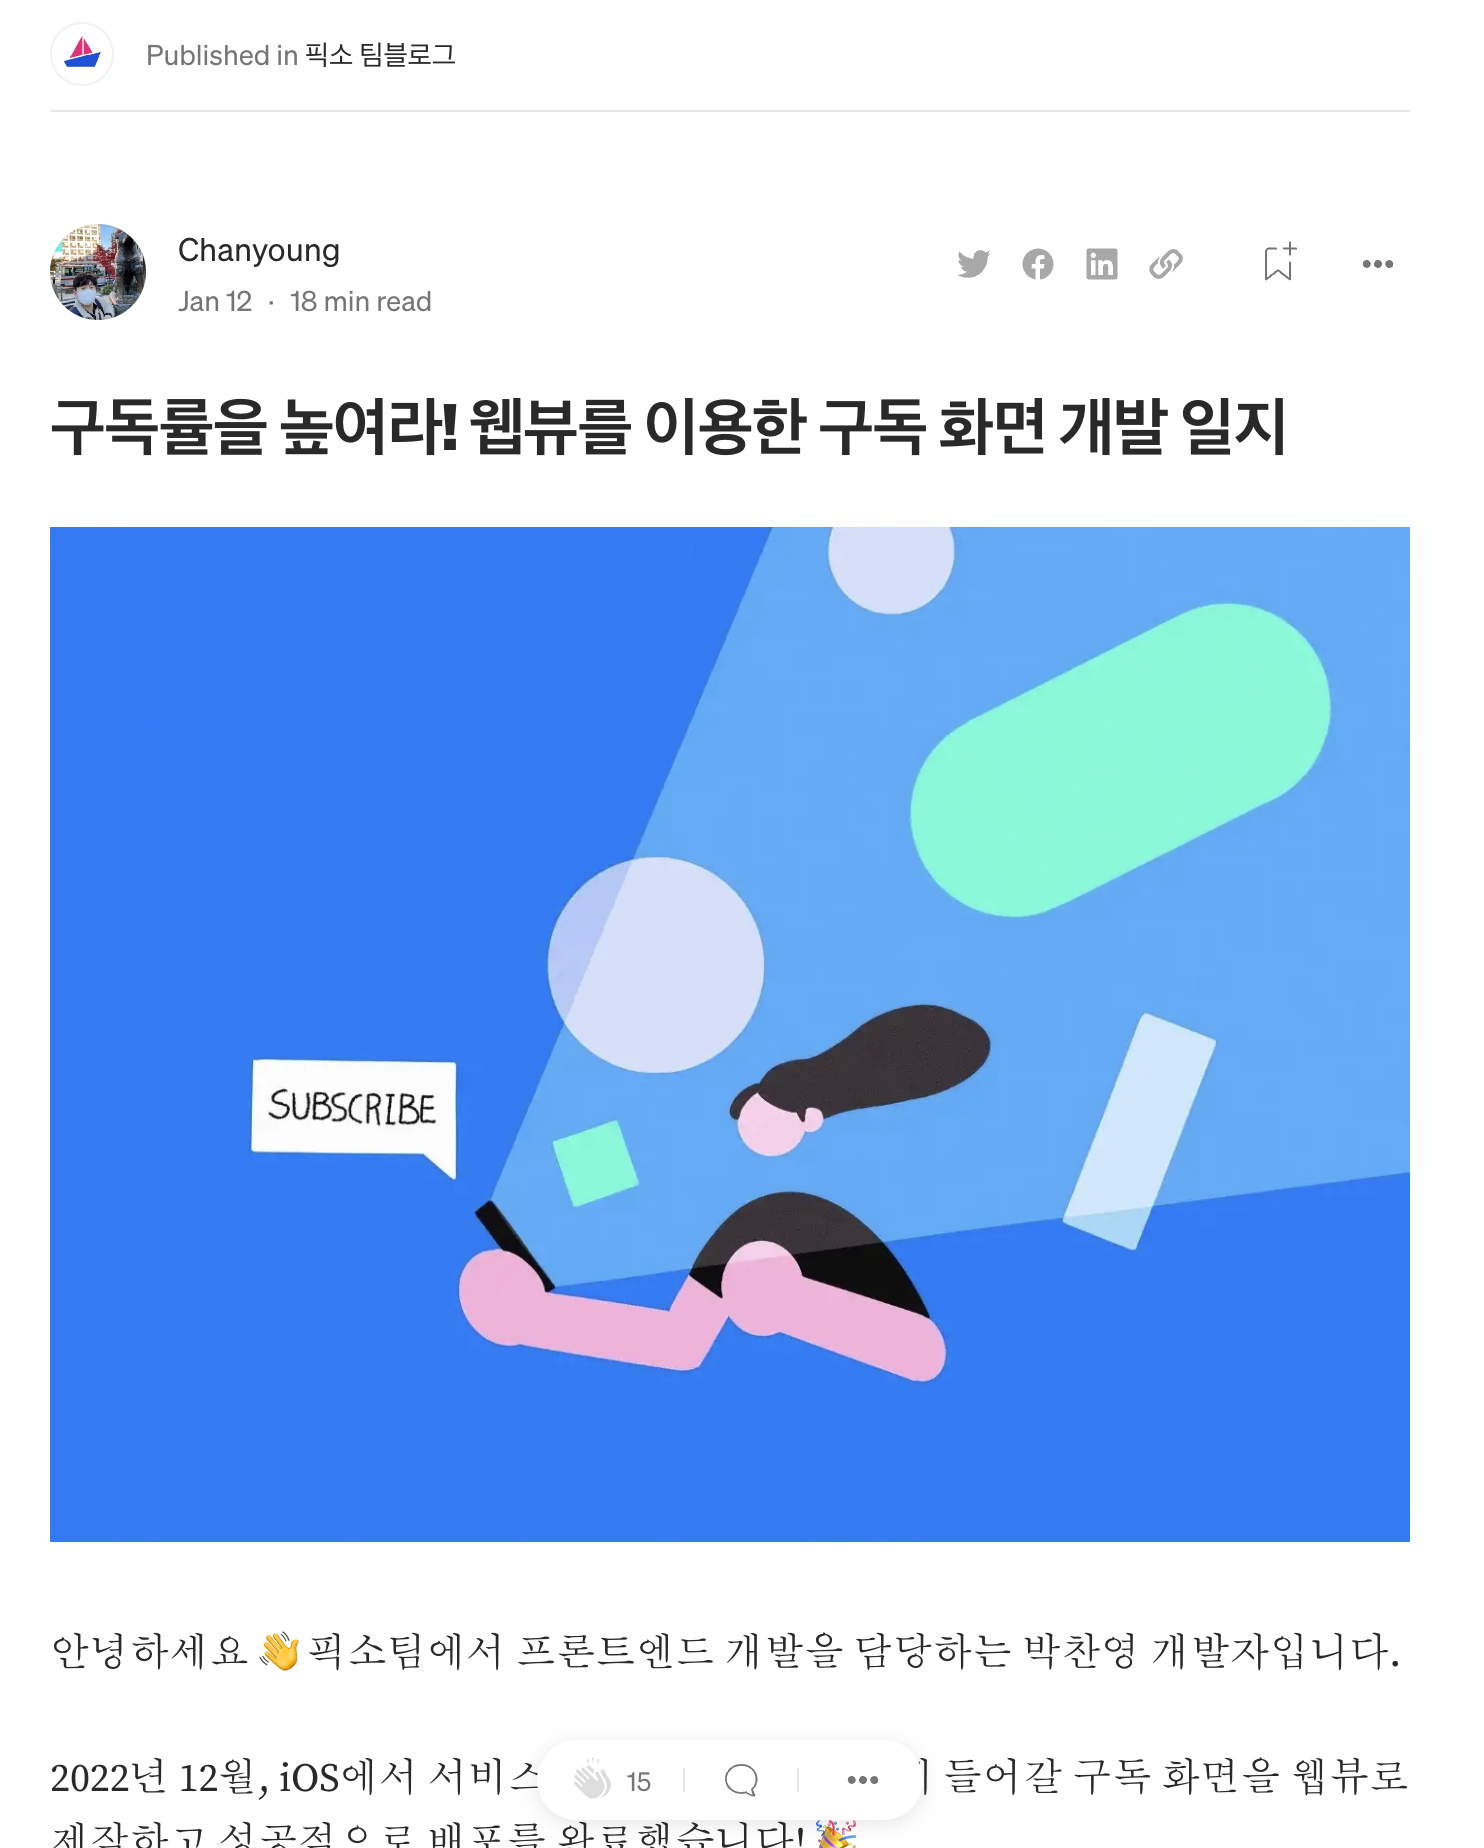 Published in 픽소 팀블로그
Chanyoung
Jan 12 · 18 min read
구독률을 높여라! 웹뷰를 이용한 구독 화면 개발 일지
SUBSCRIBE
안녕하세요 👋 픽소팀에서 프론트엔드 개발을 담당하는 박찬영 개발자입니다.
2022년 12월, iOS에서 서비스 들어갈 구독 화면을 웹뷰로
제작하고 성공적으로 배포를 완료했습니다! 🎉
15